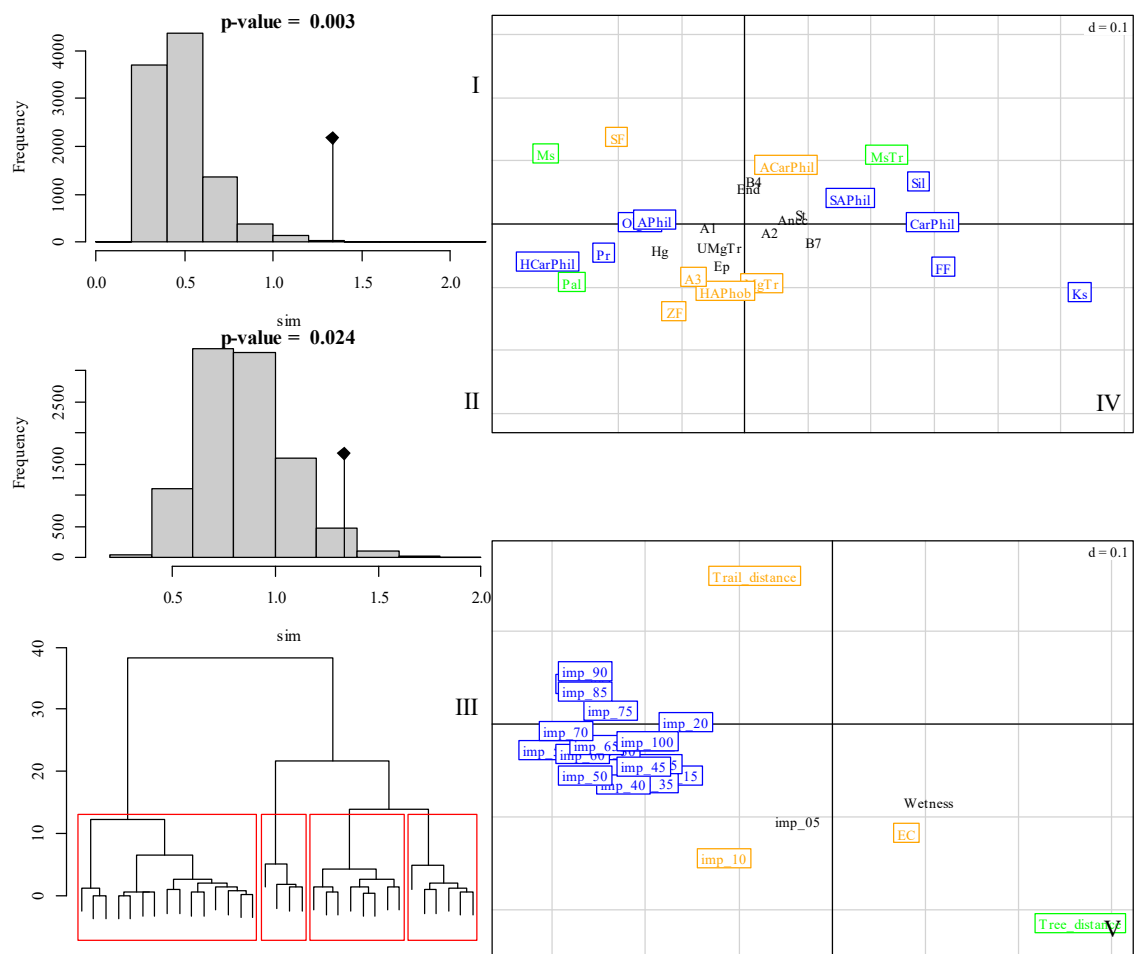 p-value = 0.003
I
Frequency
0 1000 2000 3000 4000
0.0 0.5 1.0 1.5 2.0
sim
p-value = 0.024
II
Frequency
0 500 1500 2500
0.5 1.0 1.5 2.0
sim
III
0 10 20 30 40
d = 0.1
SF
Ms
ACarPhil
MsTr
B4
End
Sil
SAPhil
St
APhil
Ancc
CarPhil
A1
A2
B7
UMgTr
Hg
Pr
HCarPhil
Ep
FF
A3
Pal
HAPhob
Ks
ZF
IV
d = 0.1
Trail_distance
imp_90
imp_85
imp_75
imp_20
imp_70
imp_100
imp_65
imp_45
imp_50
imp_40
Wetness
imp_05
EC
imp_10
Tree_distance
V